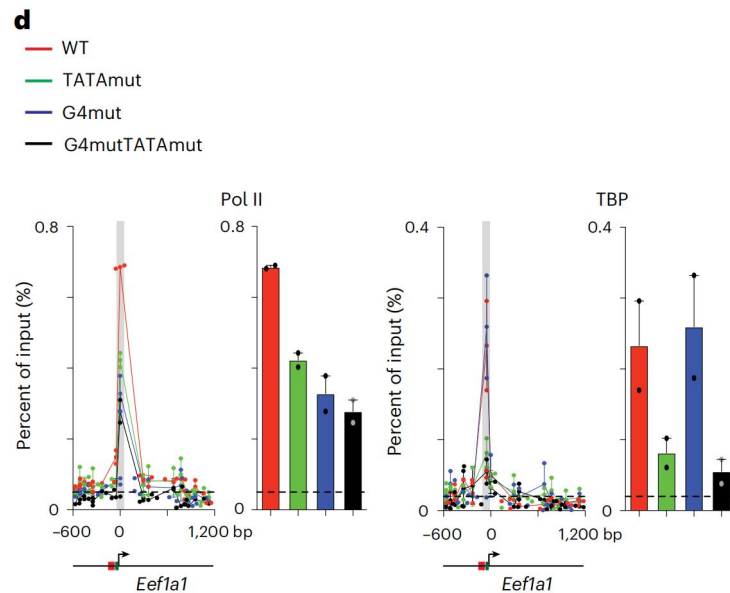 d
WT
TATAmut
G4mut
G4mutTATAmut
Pol II
TBP
0.8
0.8
0.4
0.4
Percent of input (%)
Percent of input (%)
0
0
0
0
–600
0
1,200 bp
–600
0
1,200 bp
Eef1a1
Eef1a1